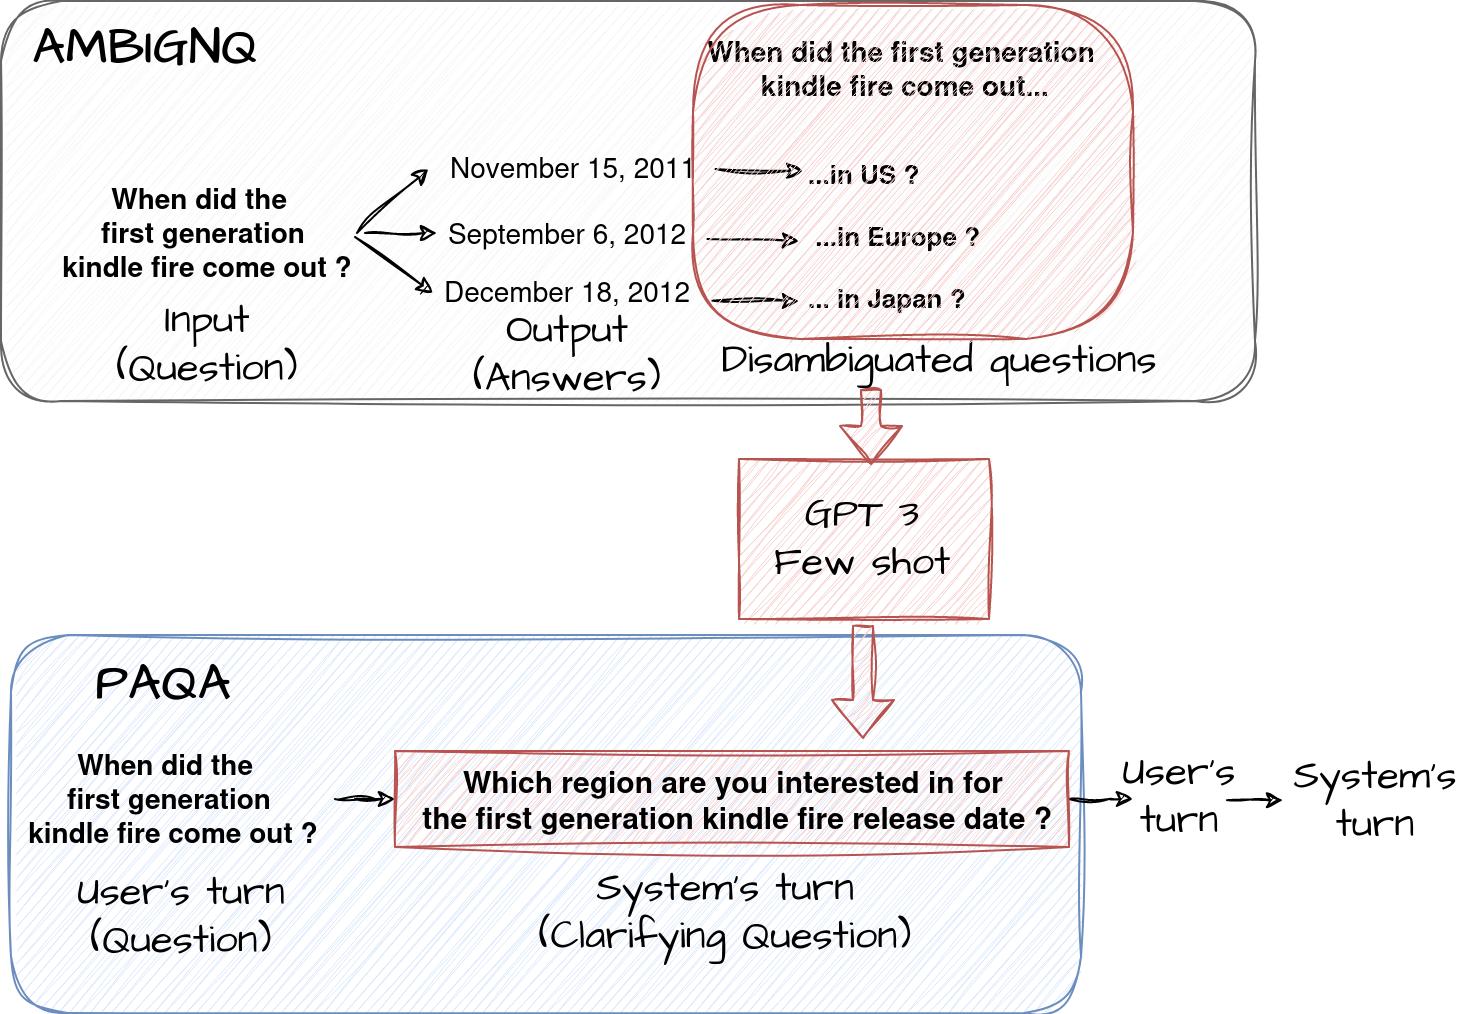 AMBIGNQ
When did the
first generation
kindle fire come out ?
Input
(Question)
November 15, 2011
September 6, 2012
December 18, 2012
Output
(Answers)
When did the first generation
kindle fire come out...
...in US ?
...in Europe ?
... in Japan ?
Disambiguated questions
GPT 3
Few shot
PAQA
When did the
first generation
kindle fire come out ?
User's turn
(Question)
Which region are you interested in for
the first generation kindle fire release date ?
System's turn
(Clarifying Question)
User's
turn
System's
turn